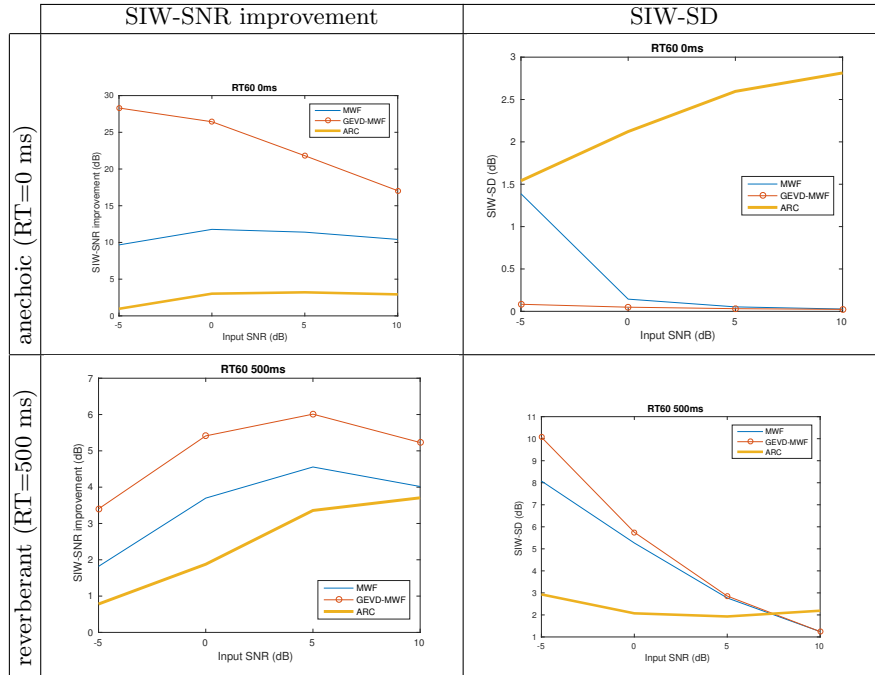 SIW-SNR improvement
SIW-SD
anechoic (RT=0 ms)
RT60 0ms
30
25
20
15
10
5
0
-5
0
5
10
SIW-SNR improvement (dB)
Input SNR (dB)
MWF
GEVD-MWF
ARC
RT60 0ms
3
2.5
2
1.5
1
0.5
0
-5
0
5
10
SIW-SD (dB)
Input SNR (dB)
MWF
GEVD-MWF
ARC
reverberant (RT=500 ms)
RT60 500ms
7
6
5
4
3
2
1
0
-5
0
5
10
SIW-SNR improvement (dB)
Input SNR (dB)
MWF
GEVD-MWF
ARC
RT60 500ms
11
10
9
8
7
6
5
4
3
2
1
-5
0
5
10
SIW-SD (dB)
Input SNR (dB)
MWF
GEVD-MWF
ARC